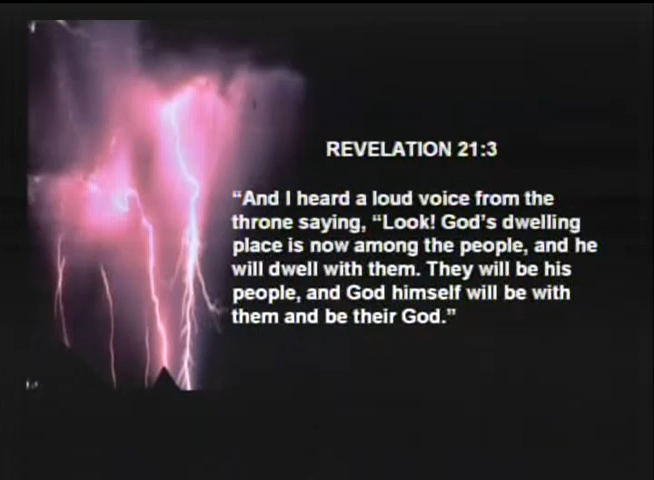 REVELATION 21:3
“And I heard a loud voice from the
throne saying, “Look! God’s dwelling
place is now among the people, and he
will dwell with them. They will be his
people, and God himself will be with
them and be their God.”